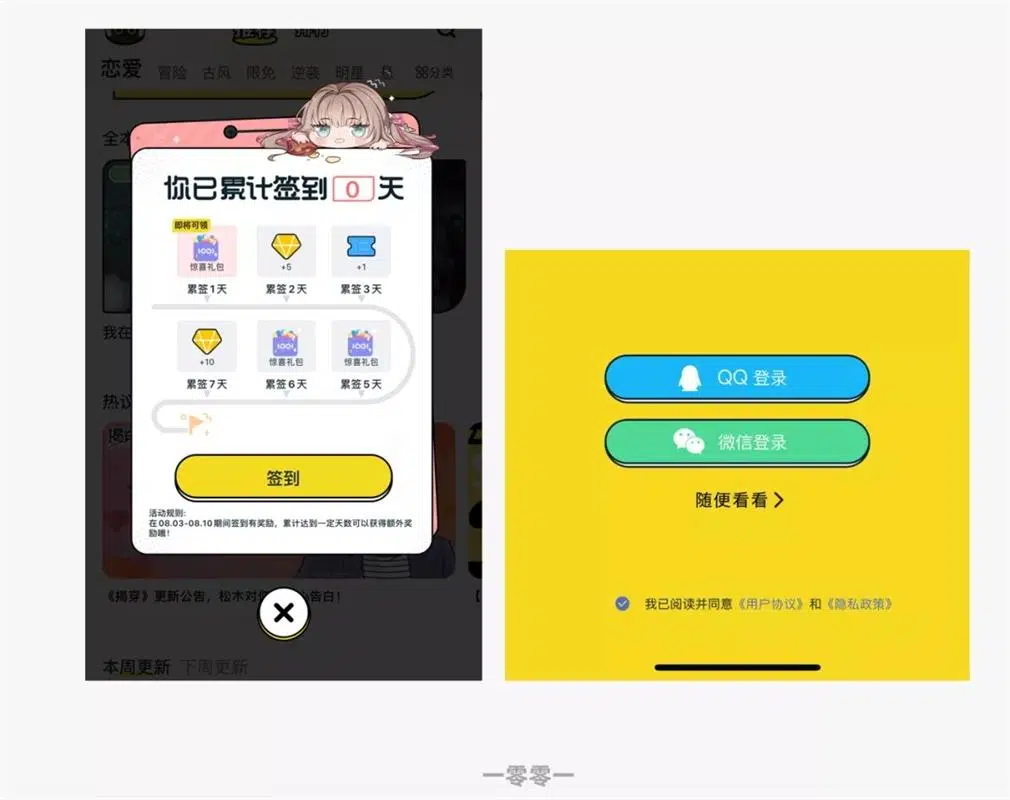 恋爱 冒险 古风 限免 逆袭 明星 分类
你已累计签到 0 天
即将可领
1001
惊喜礼包
+5
+1
累签1天
累签2天
累签3天
+10
1001
惊喜礼包
1001
惊喜礼包
累签7天
累签6天
累签5天
签到
活动规则:
在08.03-08.10期间签到有奖励，累计达到一定天数可以获得额外奖
励哦！
我在
热议
《揭穿》更新公告，松木对你
小告白！
本周更新 下周更新
QQ 登录
微信登录
随便看看
我已阅读并同意《用户协议》和《隐私政策》
一零零一